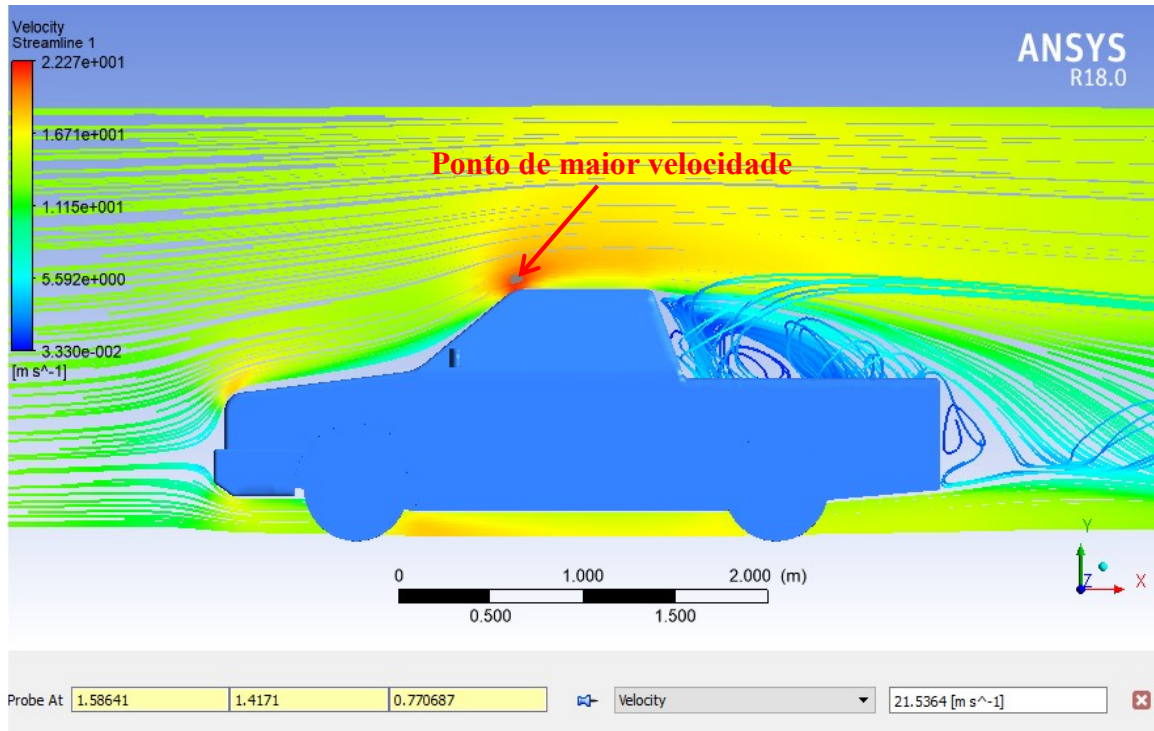 Velocity
Streamline 1
2.227e+001
1.671e+001
1.115e+001
5.592e+000
3.330e-002
[m s^-1]
ANSYS
R18.0
Ponto de maior velocidade
0 1.000 2.000 (m)
0.500 1.500
Y
Z X
Probe At 1.58641 1.4171 0.770687 Velocity 21.5364 [m s^-1]